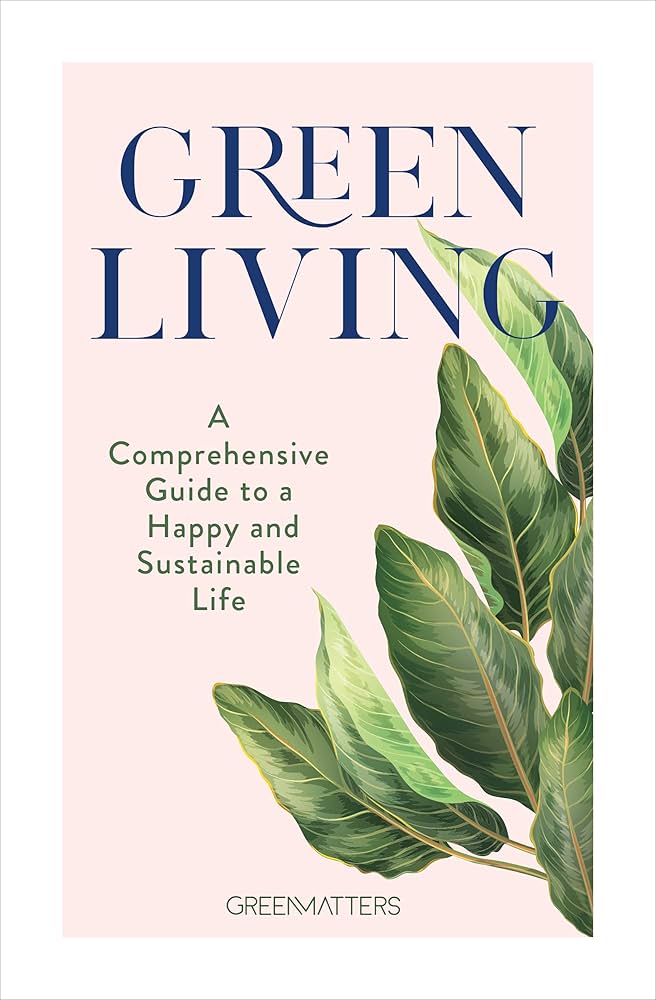 GREEN
LIVING
A
Comprehensive
Guide to a
Happy and
Sustainable
Life
GREENMATTERS